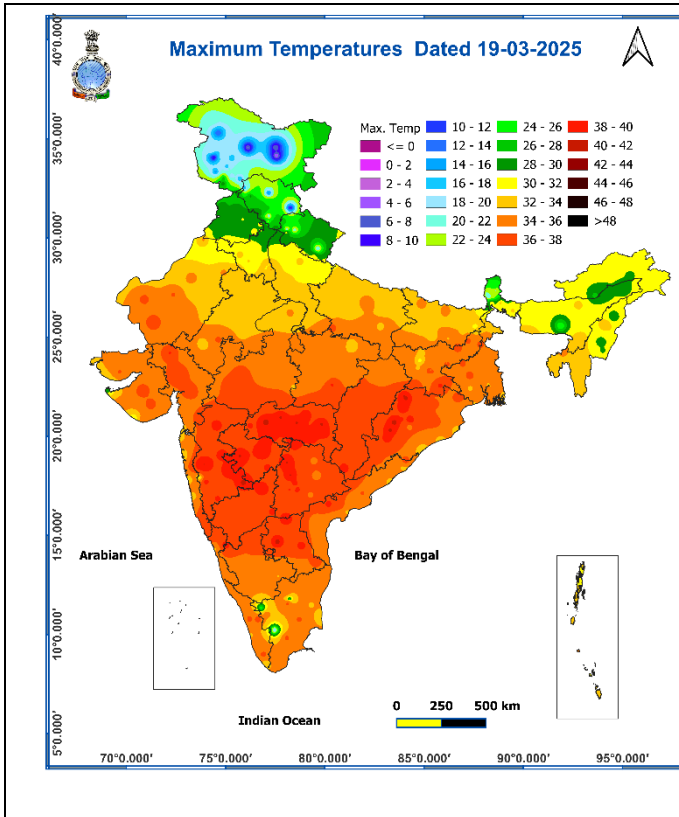 Maximum Temperatures Dated 19-03-2025
Max. Temp
<= 0
0 - 2
2 - 4
4 - 6
6 - 8
8 - 10
10 - 12
12 - 14
14 - 16
16 - 18
18 - 20
20 - 22
22 - 24
24 - 26
26 - 28
28 - 30
30 - 32
32 - 34
34 - 36
36 - 38
38 - 40
40 - 42
42 - 44
44 - 46
46 - 48
>48
40°0.000'
35°0.000'
30°0.000'
25°0.000'
20°0.000'
15°0.000'
10°0.000'
5°0.000'
Arabian Sea
Bay of Bengal
Indian Ocean
0 250 500 km
70°0.000' 75°0.000' 80°0.000' 85°0.000' 90°0.000' 95°0.000'